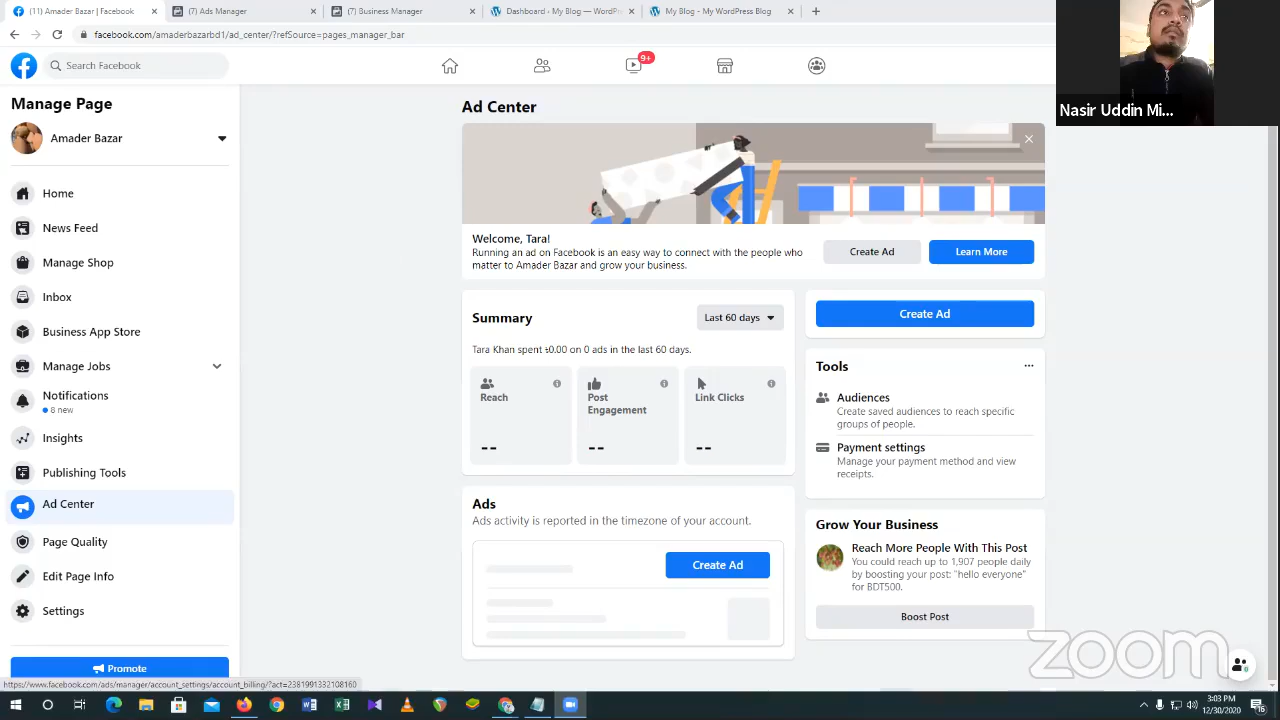 (11) Amader Bazar | Facebook
(7) Ads Manager
(7) Business Manager
Dashboard ‹ My Blog — WordPr
My Blog - My WordPress Blog
facebook.com/amaderbazarbd1/ad_center/?refSource=pages_manager_bar
Search Facebook
9+
Nasir Uddin Mi...
Manage Page
Amader Bazar
Home
News Feed
Manage Shop
Inbox
Business App Store
Manage Jobs
Notifications
8 new
Insights
Publishing Tools
Ad Center
Page Quality
Edit Page Info
Settings
Promote
Ad Center
Welcome, Tara!
Running an ad on Facebook is an easy way to connect with the people who
matter to Amader Bazar and grow your business.
Create Ad
Learn More
Summary
Last 60 days
Tara Khan spent ৳0.00 on 0 ads in the last 60 days.
Reach
--
Post
Engagement
--
Link Clicks
--
Ads
Ads activity is reported in the timezone of your account.
Create Ad
Create Ad
Tools
Audiences
Create saved audiences to reach specific
groups of people.
Payment settings
Manage your payment method and view
receipts.
Grow Your Business
Reach More People With This Post
You could reach up to 1,907 people daily
by boosting your post: "hello everyone"
for BDT500.
Boost Post
zoom
https://www.facebook.com/ads/manager/account_settings/account_billing/?act=2381991332108160
3:03 PM
12/30/2020